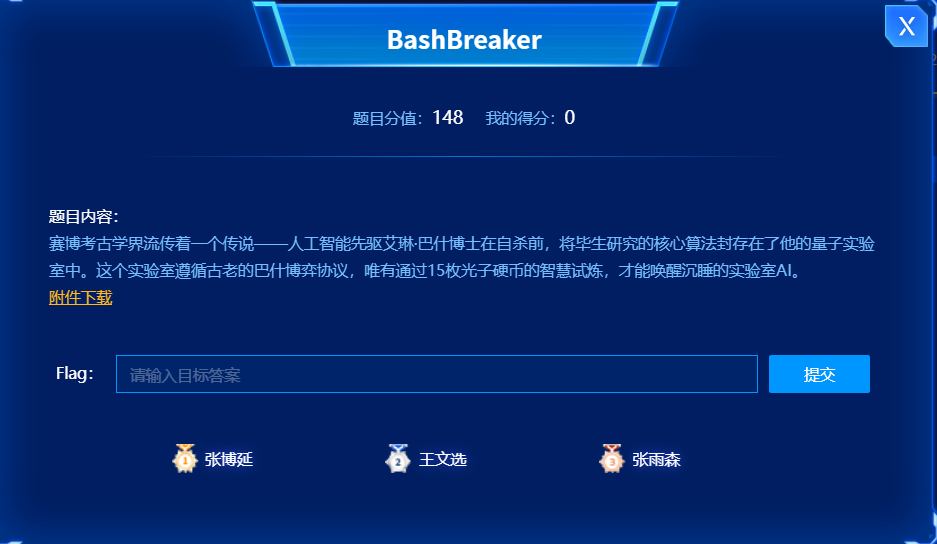 BashBreaker
X
题目分值：148 我的得分：0
题目内容：
赛博考古学界流传着一个传说——人工智能先驱艾琳·巴什博士在自杀前，将毕生研究的核心算法封存在了他的量子实验
室中。这个实验室遵循古老的巴什博弈协议，唯有通过15枚光子硬币的智慧试炼，才能唤醒沉睡的实验室AI。
附件下载
Flag： 请输入目标答案 提交
1 张博延 2 王文选 3 张雨森